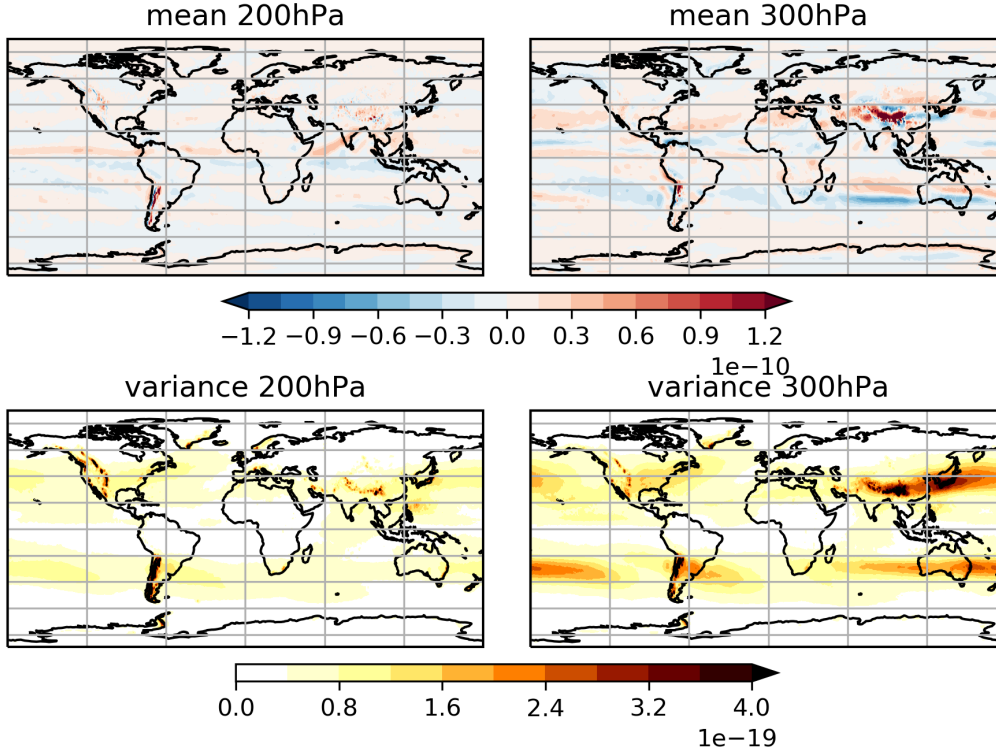 mean 200hPa
mean 300hPa
−1.2 −0.9 −0.6 −0.3 0.0 0.3 0.6 0.9 1.2
1e−10
variance 200hPa
variance 300hPa
0.0 0.8 1.6 2.4 3.2 4.0
1e−19